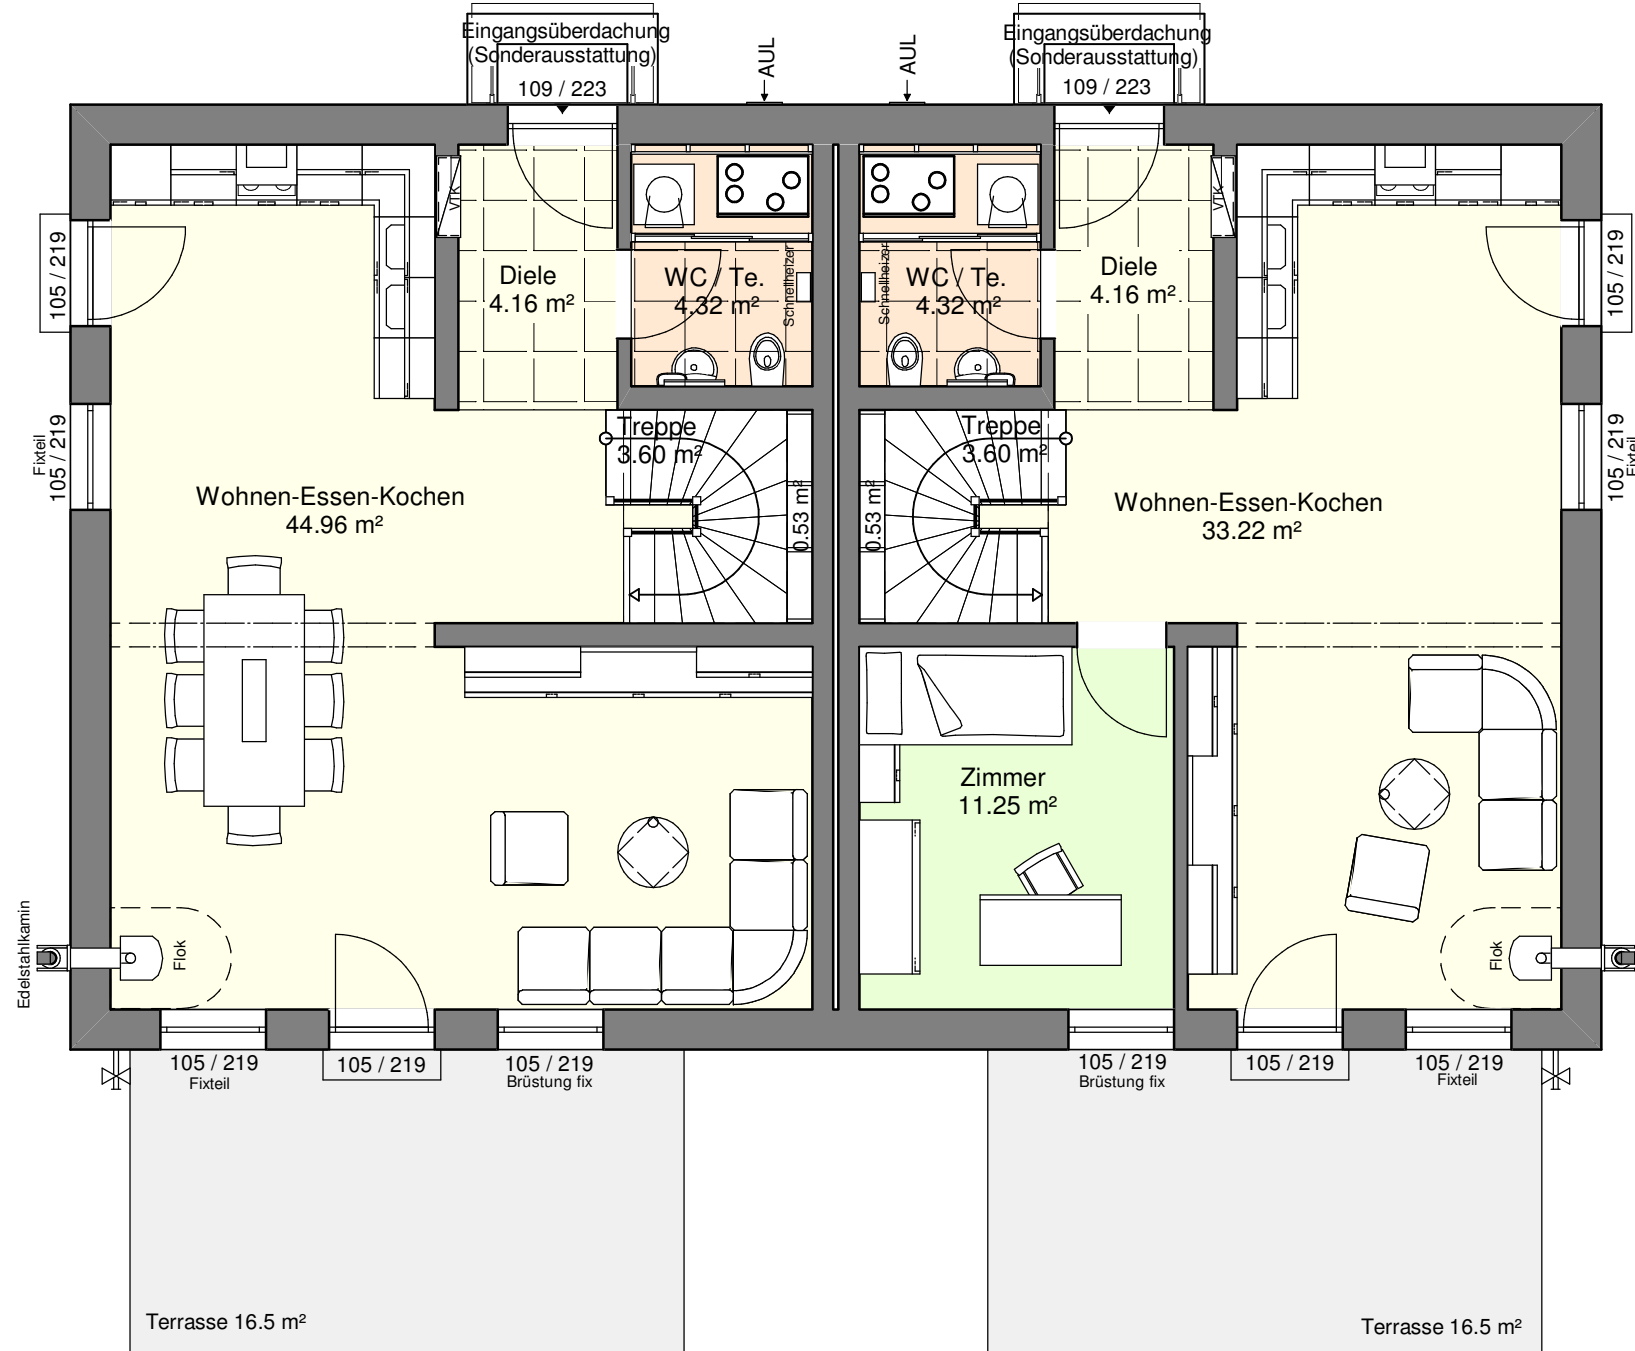 Eingangsüberdachung
(Sonderausstattung)
109 / 223
AUL
AUL
Eingangsüberdachung
(Sonderausstattung)
109 / 223
105 / 219
VTK
Diele
4.16 m²
WC / Te.
4.32 m²
Schnellheizer
Schnellheizer
WC / Te.
4.32 m²
Diele
4.16 m²
VTK
105 / 219
Fixteil
105 / 219
Wohnen-Essen-Kochen
44.96 m²
Treppe
3.60 m²
0.53 m²
0.53 m²
Treppe
3.60 m²
Wohnen-Essen-Kochen
33.22 m²
105 / 219
Fixteil
Zimmer
11.25 m²
Edelstahlkamin
Flok
Flok
105 / 219
Fixteil
105 / 219
105 / 219
Brüstung fix
105 / 219
Brüstung fix
105 / 219
105 / 219
Fixteil
Terrasse 16.5 m²
Terrasse 16.5 m²